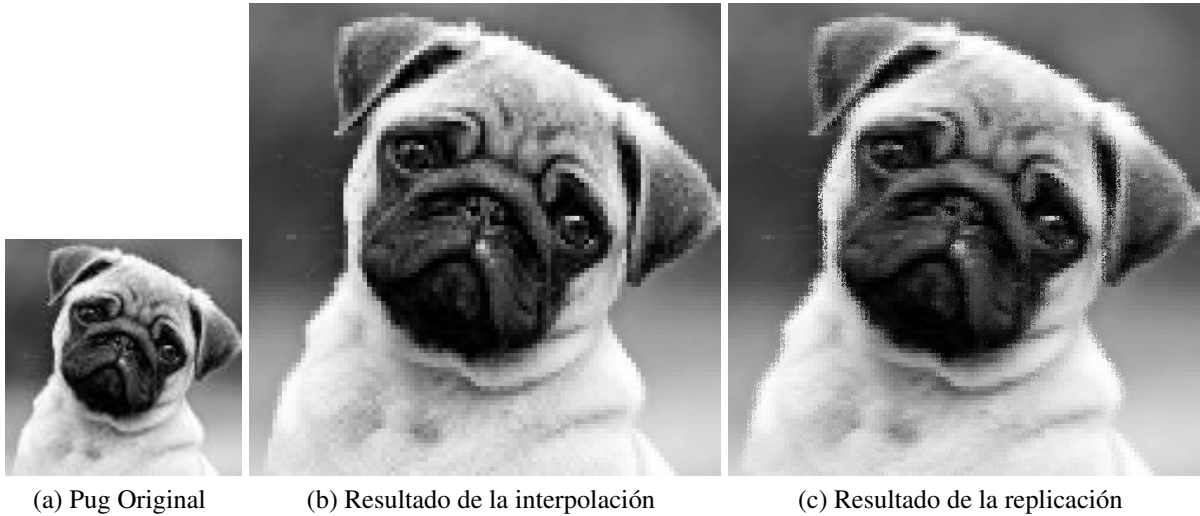 (a) Pug Original
(b) Resultado de la interpolación
(c) Resultado de la replicación